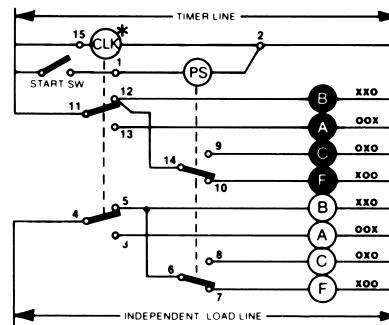 TIMER LINE
15 CLK * 2
START SW 1 PS
12 B XXO
11
13 A OOX
9 C OXO
14
10 F XOO
4 5 B XXO
3 A OOX
8 C OXO
6
7 F XOO
INDEPENDENT LOAD LINE